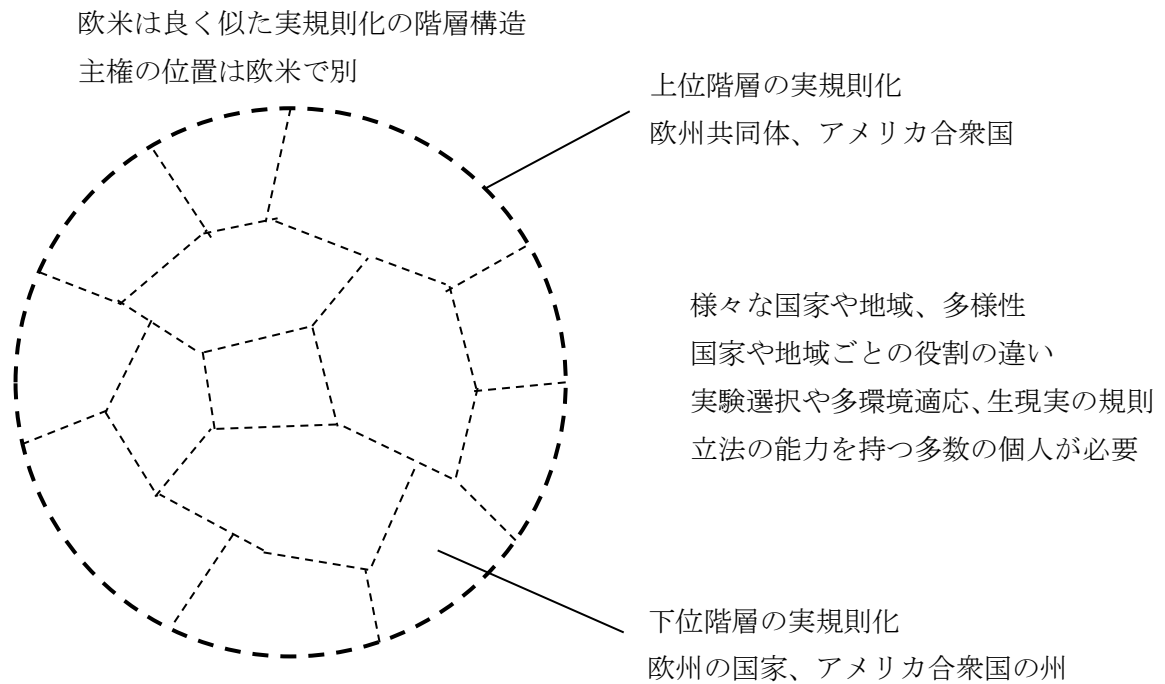 欧米は良く似た実規則化の階層構造
主権の位置は欧米で別
上位階層の実規則化
欧州共同体、アメリカ合衆国
様々な国家や地域、多様性
国家や地域ごとの役割の違い
実験選択や多環境適応、生現実の規則
立法の能力を持つ多数の個人が必要
下位階層の実規則化
欧州の国家、アメリカ合衆国の州